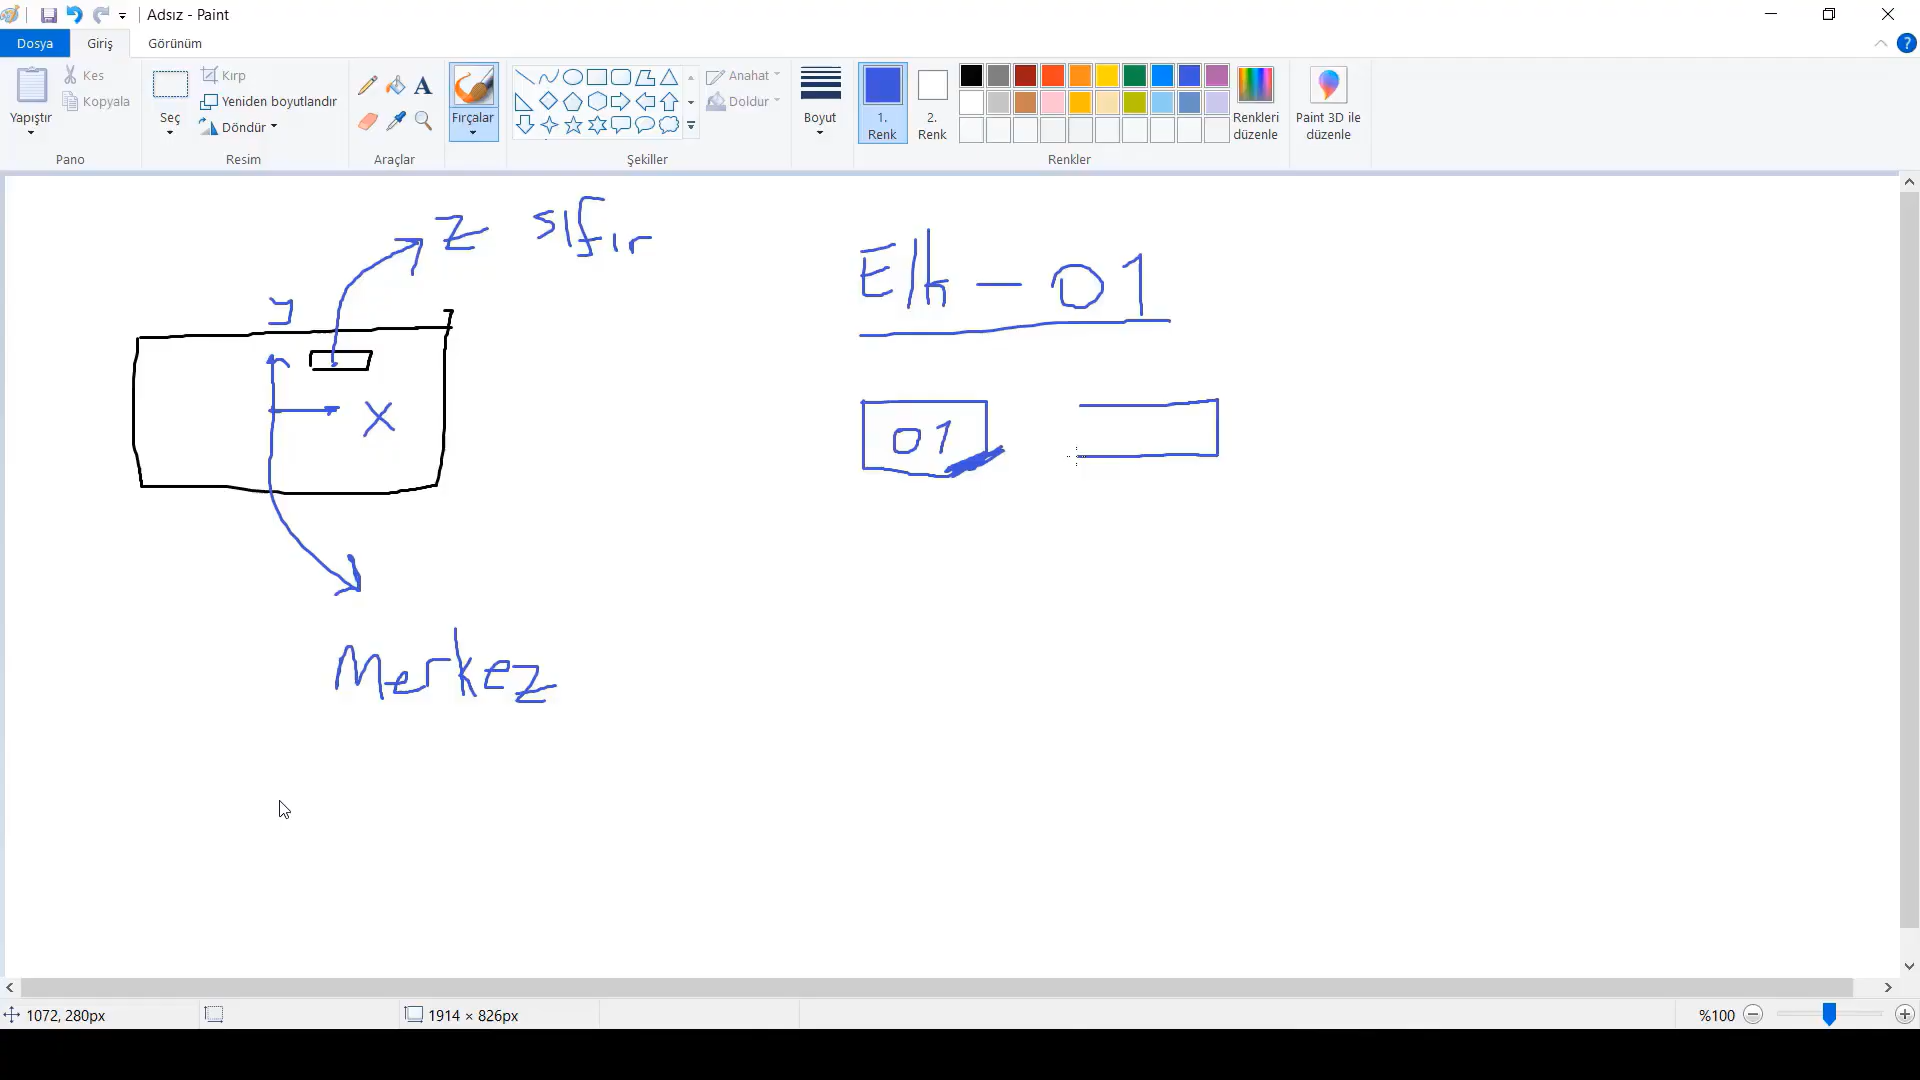 Adsız - Paint
Dosya Giriş Görünüm
Yapıştır
Kes
Kopyala
Pano
Seç
Kırp
Yeniden boyutlandır
Döndür
Resim
A
Araçlar
Fırçalar
Şekiller
Anahat
Doldur
Boyut
1.
Renk
2.
Renk
Renkleri
düzenle
Renkler
Paint 3D ile
düzenle
z sıfır
y
X
Merkez
Elk - 01
01
1072, 280px
1914 × 826px
%100